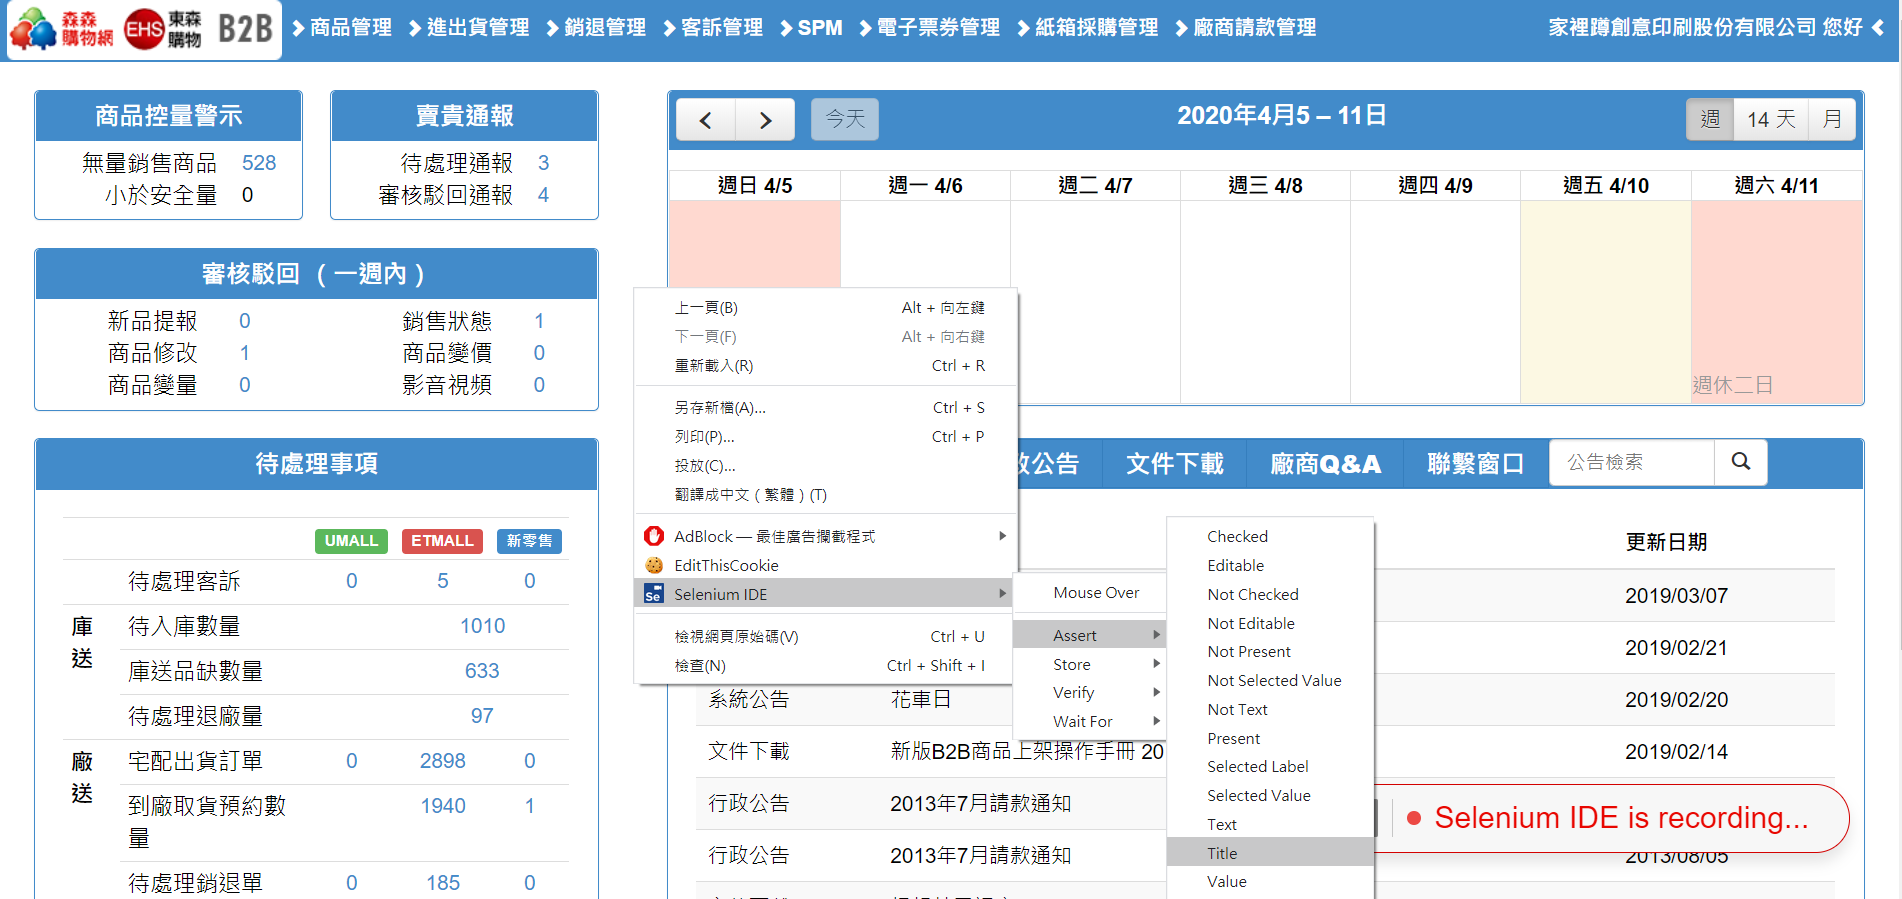 森森購物網 EHS 東森購物 B2B 商品管理 進出貨管理 銷退管理 客訴管理 SPM 電子票券管理 紙箱採購管理 廠商請款管理 家裡蹲創意印刷股份有限公司 您好
商品控量警示
無量銷售商品 528
小於安全量 0
賣貴通報
待處理通報 3
審核駁回通報 4
審核駁回 （一週內）
新品提報 0 銷售狀態 1
商品修改 1 商品變價 0
商品變量 0 影音視頻 0
待處理事項
UMALL ETMALL 新零售
待處理客訴 0 5 0
庫送
待入庫數量 1010
庫送品缺數量 633
待處理退廠量 97
廠送
宅配出貨訂單 0 2898 0
到廠取貨預約數量 1940 1
待處理銷退單 0 185 0
今天 2020年4月5 – 11日 週 14 天 月
週日 4/5 週一 4/6 週二 4/7 週三 4/8 週四 4/9 週五 4/10 週六 4/11
週休二日
公告 文件下載 廠商Q&A 聯繫窗口 公告檢索
更新日期
2019/03/07
2019/02/21
系統公告 花車日 2019/02/20
文件下載 新版B2B商品上架操作手冊 20 2019/02/14
行政公告 2013年7月請款通知
行政公告 2013年7月請款通知 2013/08/05
上一頁(B) Alt + 向左鍵
下一頁(F) Alt + 向右鍵
重新載入(R) Ctrl + R
另存新檔(A)... Ctrl + S
列印(P)... Ctrl + P
投放(C)...
翻譯成中文（繁體）(T)
AdBlock — 最佳廣告攔截程式
EditThisCookie
Se Selenium IDE
檢視網頁原始碼(V) Ctrl + U
檢查(N) Ctrl + Shift + I
Mouse Over
Assert
Store
Verify
Wait For
Checked
Editable
Not Checked
Not Editable
Not Present
Not Selected Value
Not Text
Present
Selected Label
Selected Value
Text
Title
Value
Selenium IDE is recording...